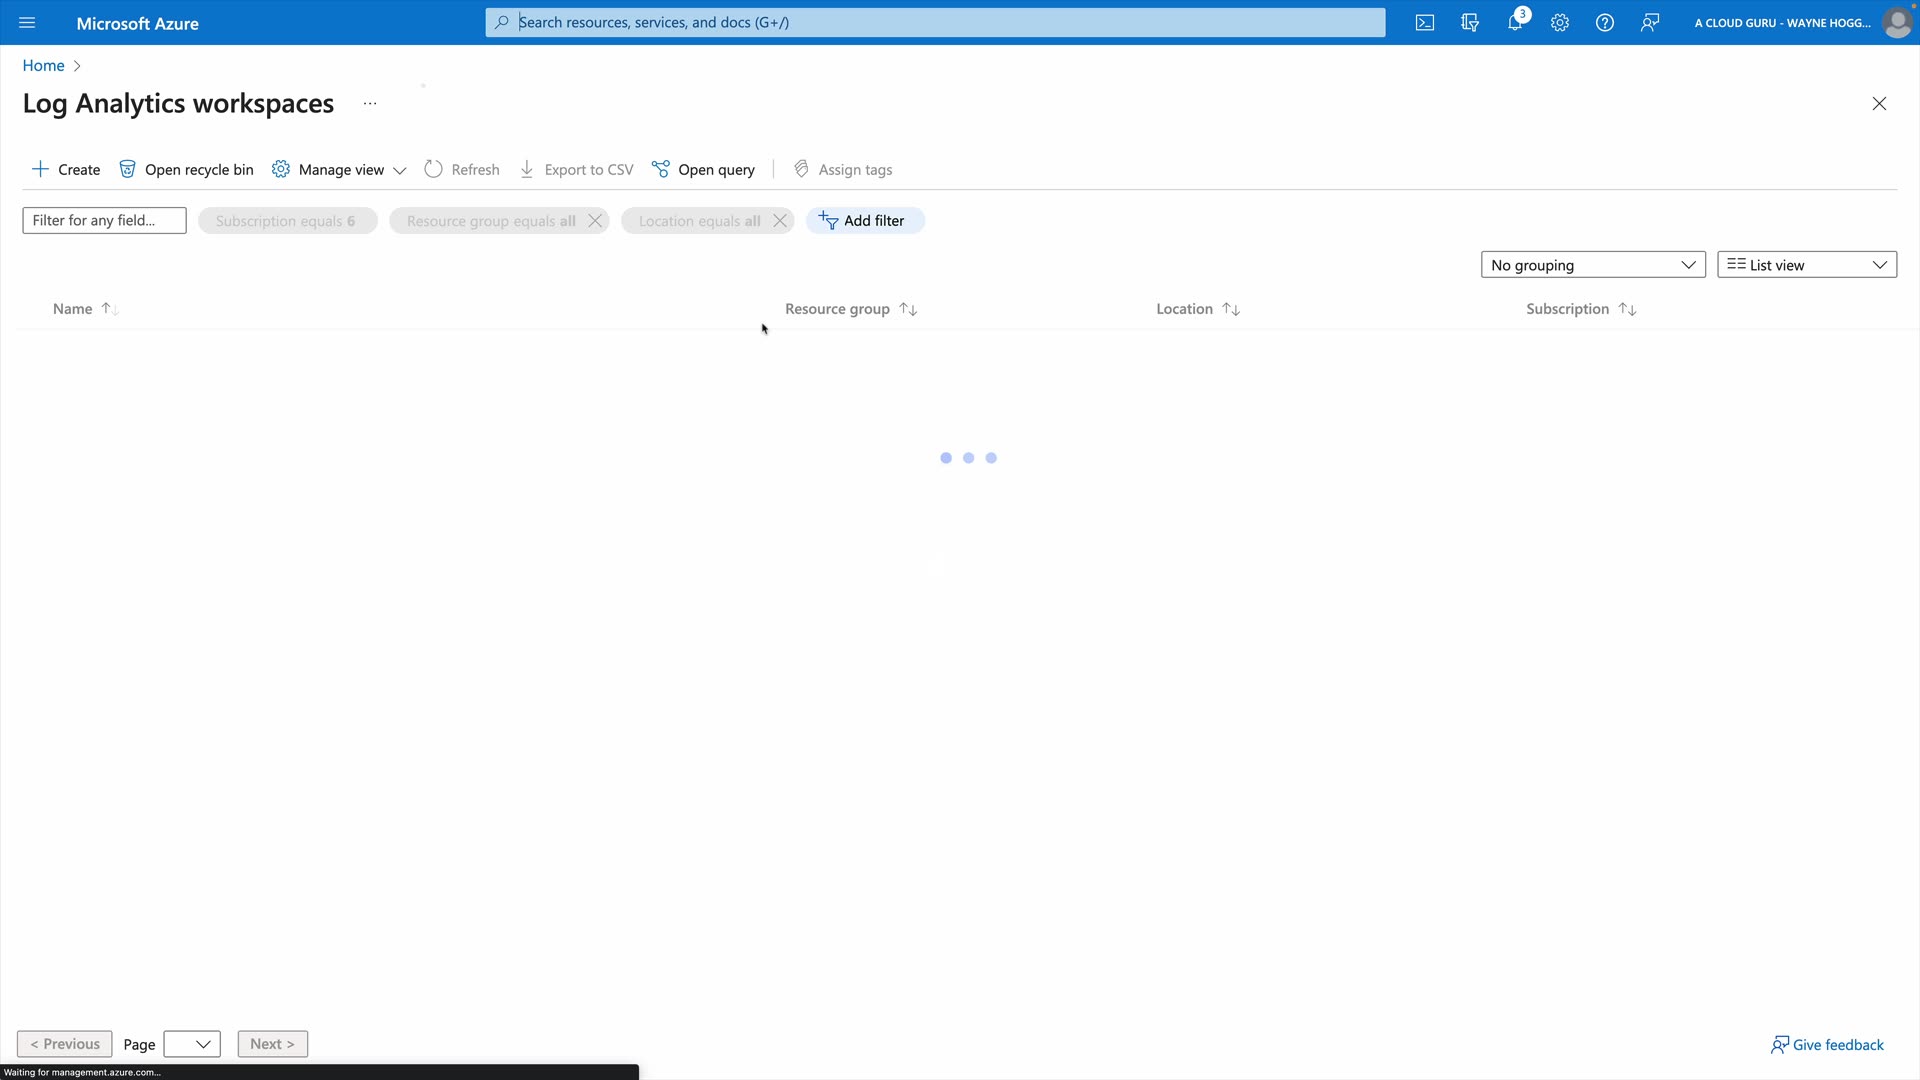 Microsoft Azure
Search resources, services, and docs (G+/)
3
A CLOUD GURU - WAYNE HOGG...
Home
Log Analytics workspaces
...
Create
Open recycle bin
Manage view
Refresh
Export to CSV
Open query
Assign tags
Filter for any field...
Subscription equals 6
Resource group equals all
Location equals all
Add filter
No grouping
List view
Name
Resource group
Location
Subscription
< Previous
Page
Next >
Give feedback
Waiting for management.azure.com...